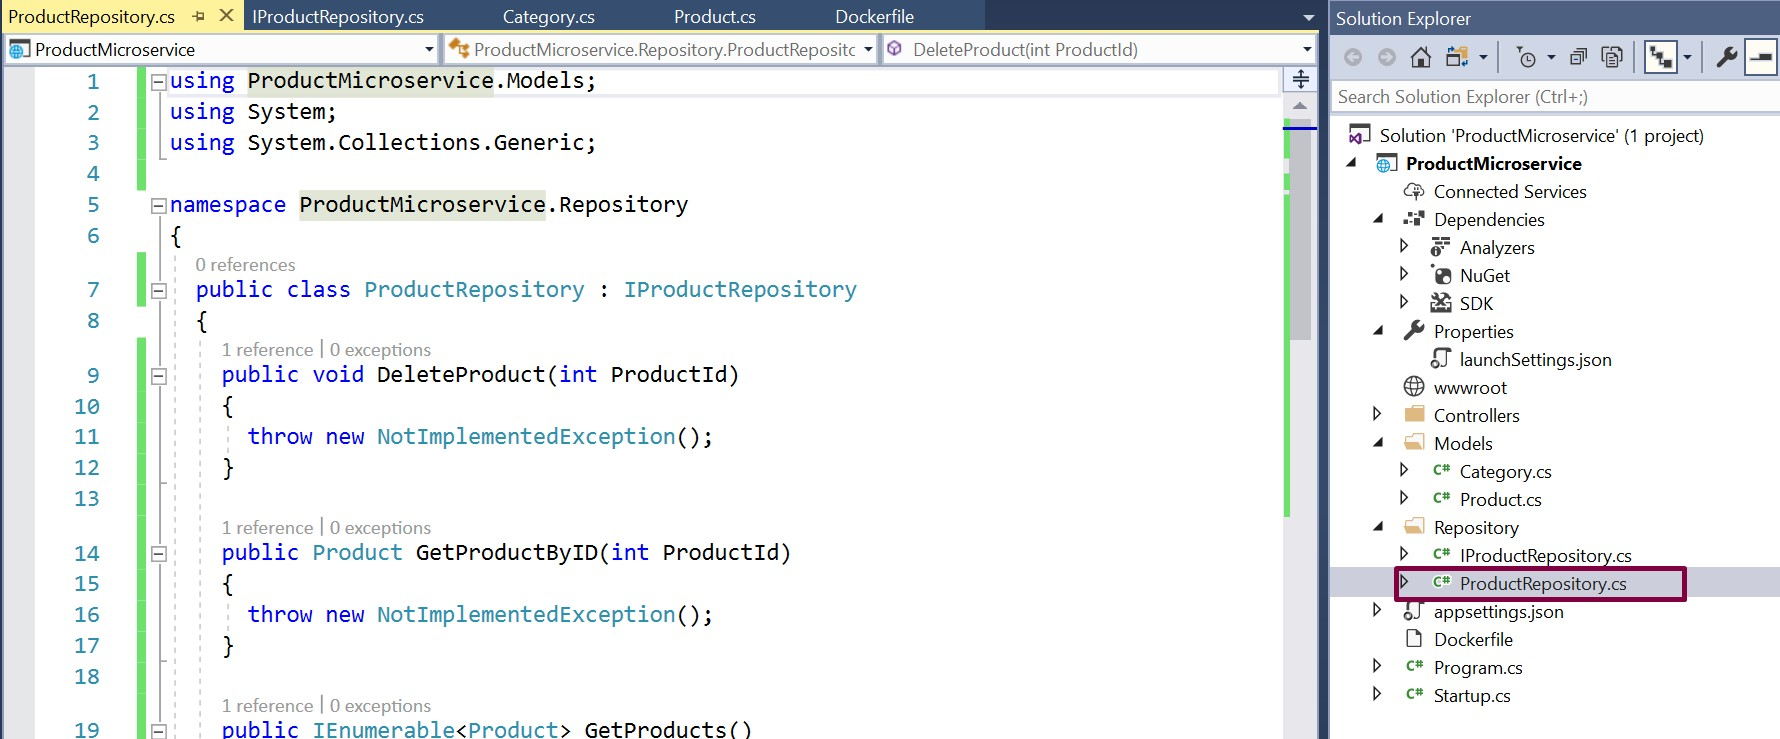 ProductRepository.cs IProductRepository.cs Category.cs Product.cs Dockerfile
ProductMicroservice ProductMicroservice.Repository.ProductReposito DeleteProduct(int ProductId)
1 using ProductMicroservice.Models;
2 using System;
3 using System.Collections.Generic;
4
5 namespace ProductMicroservice.Repository
6 {
0 references
7 public class ProductRepository : IProductRepository
8 {
1 reference | 0 exceptions
9 public void DeleteProduct(int ProductId)
10 {
11 throw new NotImplementedException();
12 }
13
1 reference | 0 exceptions
14 public Product GetProductByID(int ProductId)
15 {
16 throw new NotImplementedException();
17 }
18
1 reference | 0 exceptions
19 public IEnumerable<Product> GetProducts()
Solution Explorer
Search Solution Explorer (Ctrl+;)
Solution 'ProductMicroservice' (1 project)
ProductMicroservice
Connected Services
Dependencies
Analyzers
NuGet
SDK
Properties
launchSettings.json
wwwroot
Controllers
Models
C# Category.cs
C# Product.cs
Repository
C# IProductRepository.cs
C# ProductRepository.cs
appsettings.json
Dockerfile
C# Program.cs
C# Startup.cs